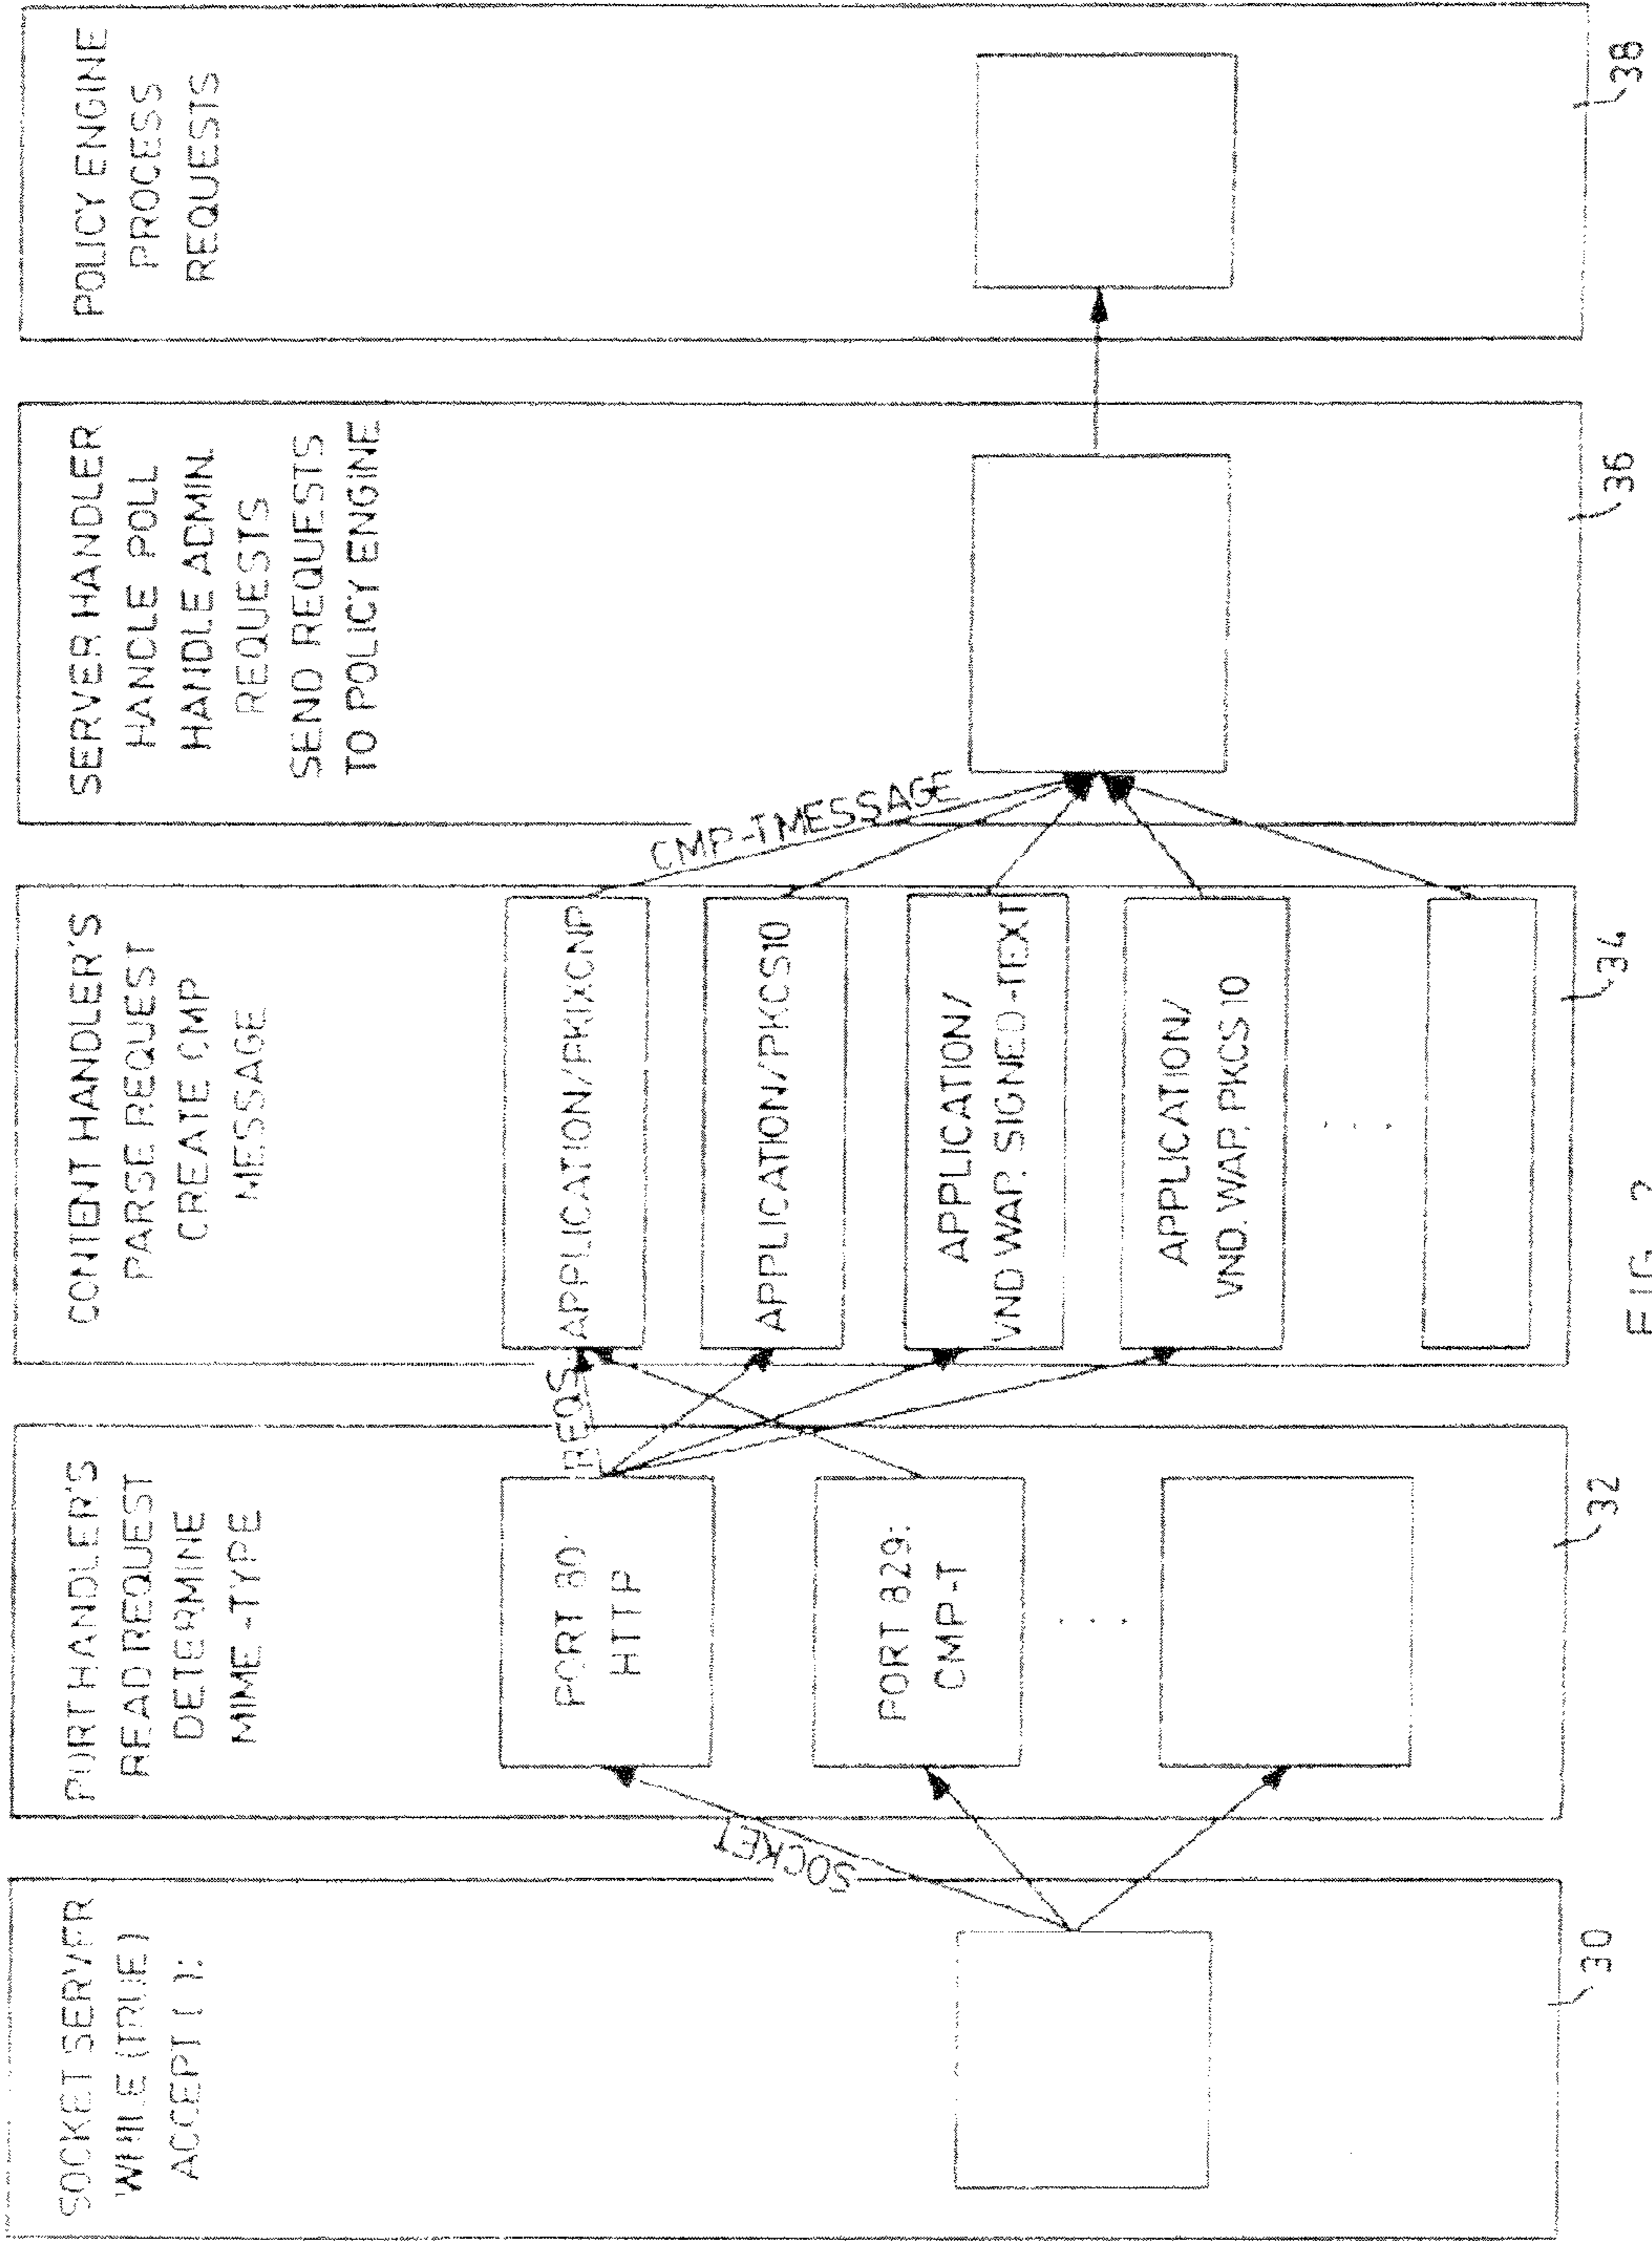 SOCKET SERVER
WHILE (TRUE)
ACCEPT ( );
SOCKET
30
PORT HANDLER'S
READ REQUEST
DETERMINE
MIME-TYPE
PORT 80:
HTTP
PORT 829:
CMP-T
. . .
REQS.
32
CONTENT HANDLER'S
PARSE REQUEST
CREATE CMP
MESSAGE
APPLICATION/PKIXCMP
APPLICATION/PKCS10
APPLICATION/
VND.WAP.SIGNED-TEXT
APPLICATION/
VND.WAP.PKCS10
. . .
CMP-TMESSAGE
34
SERVER HANDLER
HANDLE POLL
HANDLE ADMIN.
REQUESTS
SEND REQUESTS
TO POLICY ENGINE
36
POLICY ENGINE
PROCESS
REQUESTS
38
FIG.